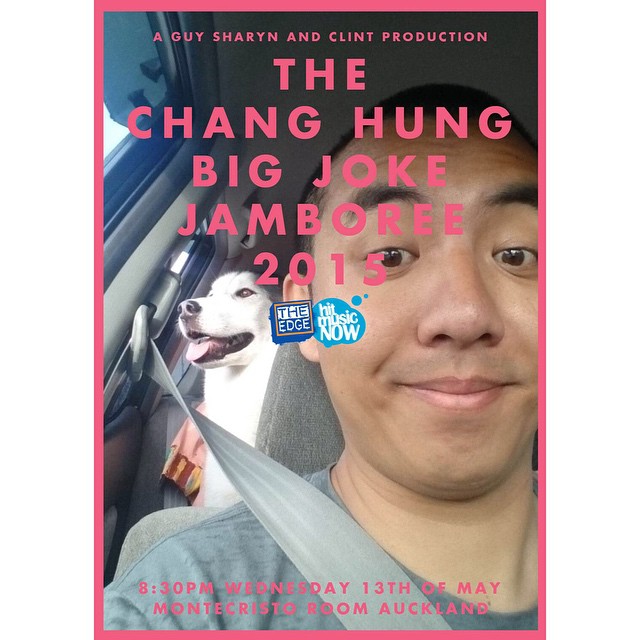 A GUY SHARYN AND CLINT PRODUCTION
THE
CHANG HUNG
BIG JOKE
JAMBOREE
2015
THE
EDGE
hit
music
NOW
8:30PM WEDNESDAY 13TH OF MAY
MONTECRISTO ROOM AUCKLAND